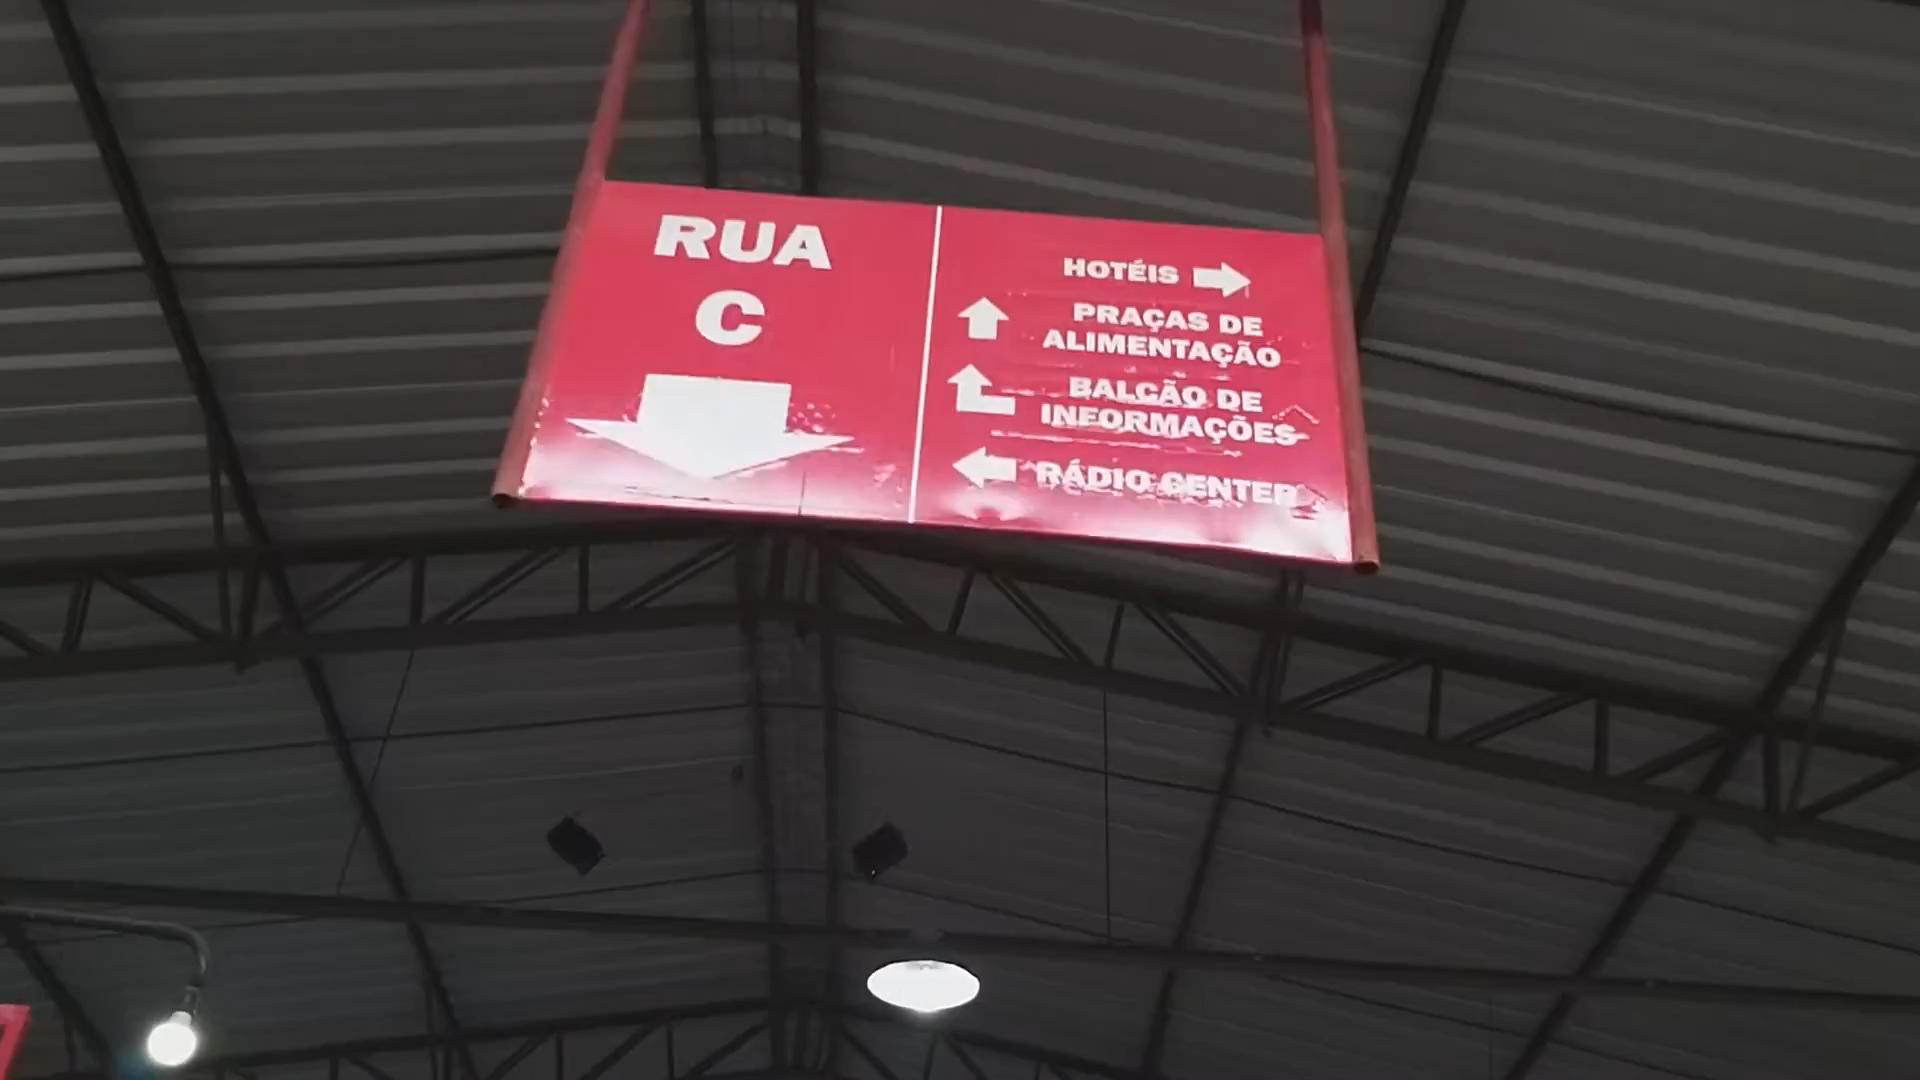 RUA
C
HOTÉIS
PRAÇAS DE
ALIMENTAÇÃO
BALCÃO DE
INFORMAÇÕES
RÁDIO CENTER